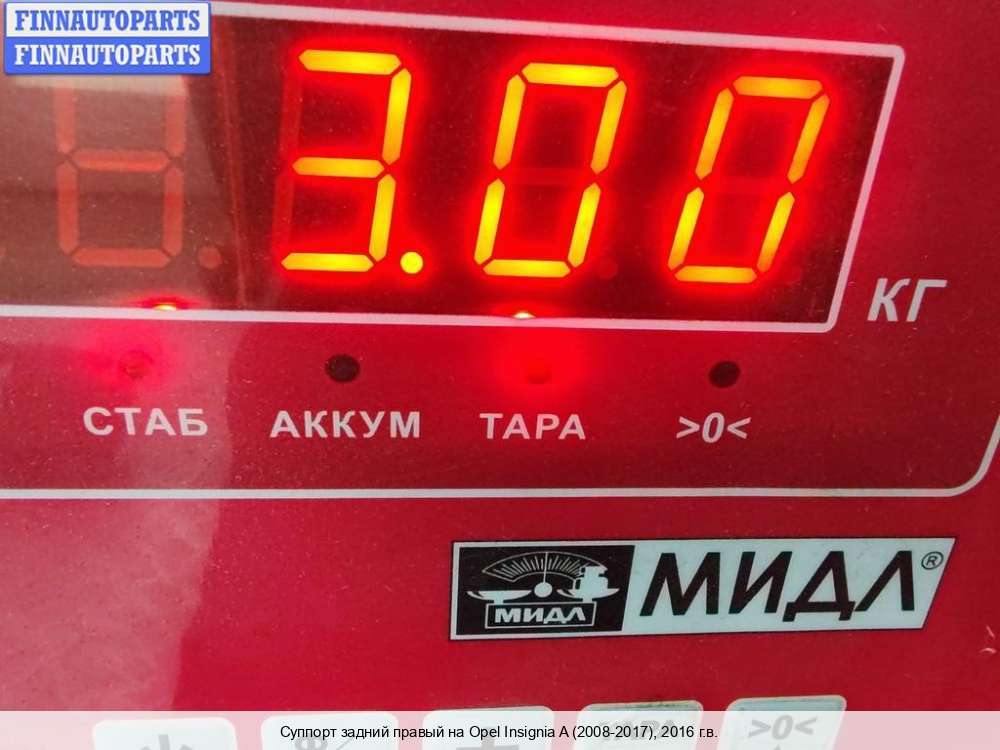 FINNAUTOPARTS
FINNAUTOPARTS
3.00
КГ
СТАБ АККУМ ТАРА >0<
МИДЛ МИДЛ®
ТАРА >0<
Суппорт задний правый на Opel Insignia A (2008-2017), 2016 г.в.